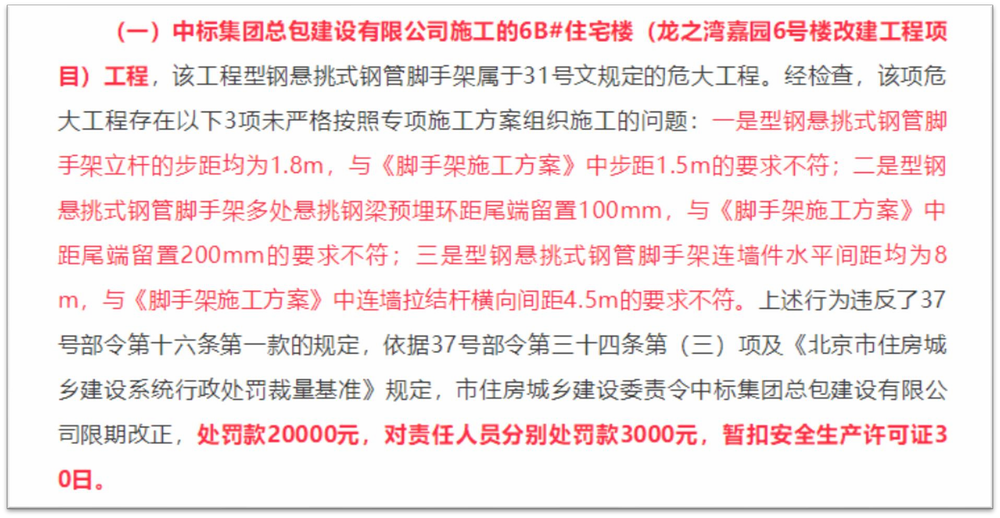 （一）中标集团总包建设有限公司施工的6B#住宅楼（龙之湾嘉园6号楼改建工程项
目）工程，该工程型钢悬挑式钢管脚手架属于31号文规定的危大工程。经检查，该项危
大工程存在以下3项未严格按照专项施工方案组织施工的问题：一是型钢悬挑式钢管脚
手架立杆的步距均为1.8m，与《脚手架施工方案》中步距1.5m的要求不符；二是型钢
悬挑式钢管脚手架多处悬挑钢梁预埋环距尾端留置100mm，与《脚手架施工方案》中
距尾端留置200mm的要求不符；三是型钢悬挑式钢管脚手架连墙件水平间距均为8
m，与《脚手架施工方案》中连墙拉结杆横向间距4.5m的要求不符。上述行为违反了37
号部令第十六条第一款的规定，依据37号部令第三十四条第（三）项及《北京市住房城
乡建设系统行政处罚裁量基准》规定，市住房城乡建设委责令中标集团总包建设有限公
司限期改正，处罚款20000元，对责任人员分别处罚款3000元，暂扣安全生产许可证3
0日。